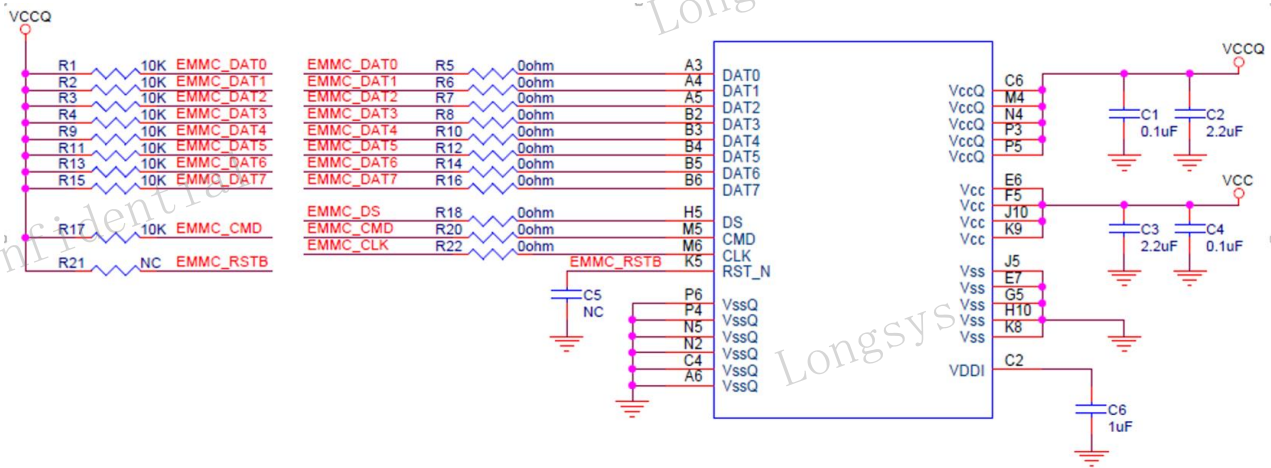 Longsys
VCCQ
R1 10K EMMC_DAT0
R2 10K EMMC_DAT1
R3 10K EMMC_DAT2
R4 10K EMMC_DAT3
R9 10K EMMC_DAT4
R11 10K EMMC_DAT5
R13 10K EMMC_DAT6
R15 10K EMMC_DAT7
R17 10K EMMC_CMD
R21 NC EMMC_RSTB
EMMC_DAT0 R5 0ohm A3 DAT0
EMMC_DAT1 R6 0ohm A4 DAT1
EMMC_DAT2 R7 0ohm A5 DAT2
EMMC_DAT3 R8 0ohm B2 DAT3
EMMC_DAT4 R10 0ohm B3 DAT4
EMMC_DAT5 R12 0ohm B4 DAT5
EMMC_DAT6 R14 0ohm B5 DAT6
EMMC_DAT7 R16 0ohm B6 DAT7
EMMC_DS R18 0ohm H5 DS
EMMC_CMD R20 0ohm M5 CMD
EMMC_CLK R22 0ohm M6 CLK
EMMC_RSTB K5 RST_N
C5
NC
P6 VssQ
P4 VssQ
N5 VssQ
N2 VssQ
C4 VssQ
A6 VssQ
VccQ C6
VccQ M4
VccQ N4
VccQ P3
VccQ P5
VCCQ
C1
0.1uF
C2
2.2uF
Vcc E6
Vcc F5
Vcc J10
Vcc K9
VCC
C3
2.2uF
C4
0.1uF
Vss J5
Vss E7
Vss G5
Vss H10
Vss K8
VDDI C2
C6
1uF
nfidential
Longsys